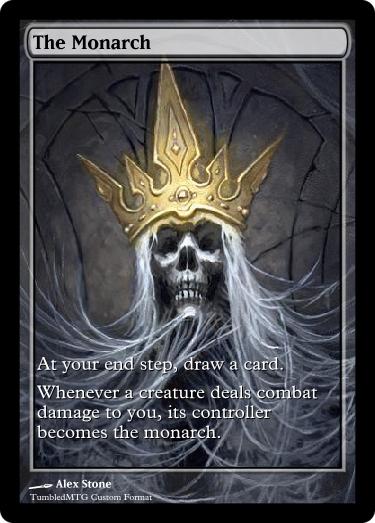 The Monarch
At your end step, draw a card.
Whenever a creature deals combat
damage to you, its controller
becomes the monarch.
Alex Stone
TumbledMTG Custom Format